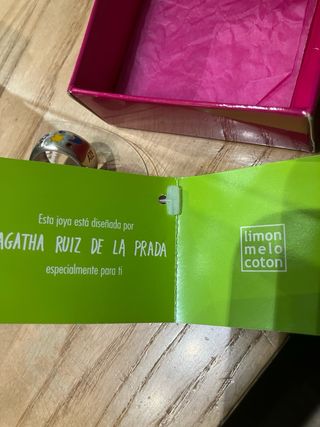 Esta joya está diseñada por
AGATHA RUIZ DE LA PRADA
especialmente para ti
limon
melo
coton